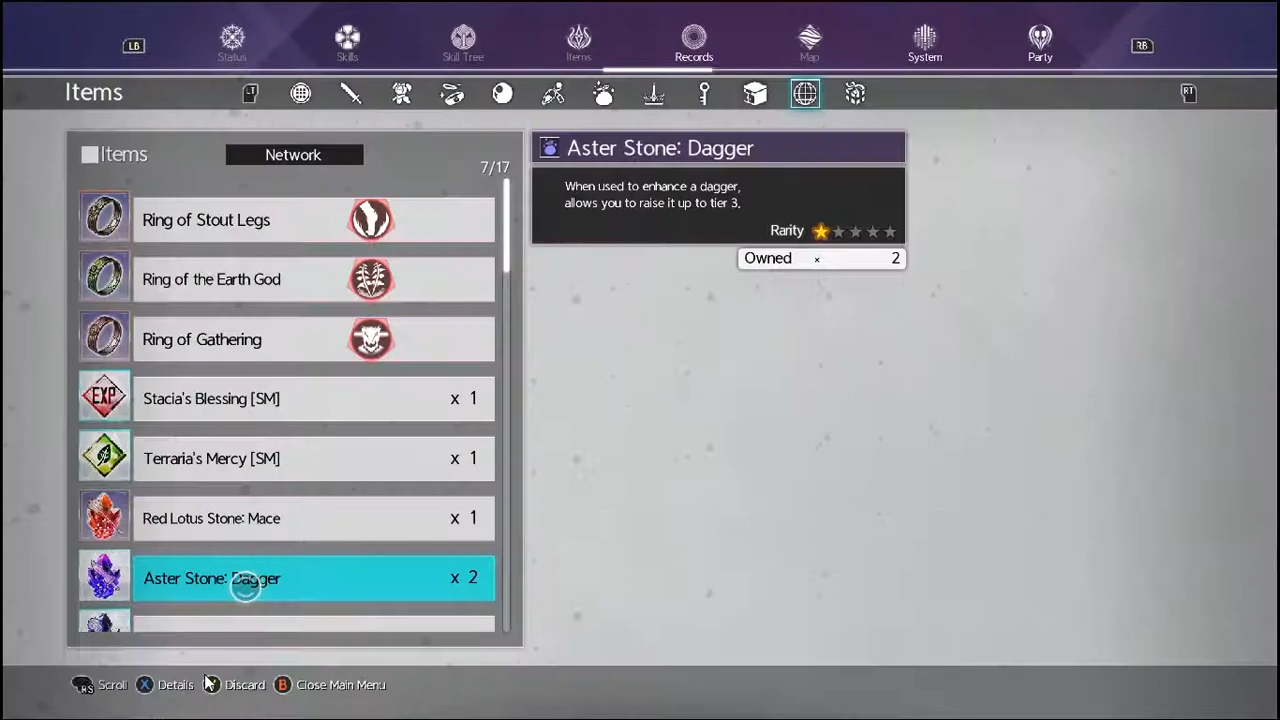 LB
Status
Skills
Skill Tree
Items
Records
Map
System
Party
RB
Items
LT
RT
Items
Network
7/17
Ring of Stout Legs
Ring of the Earth God
Ring of Gathering
EXP
Stacia's Blessing [SM]
x 1
Terraria's Mercy [SM]
x 1
Red Lotus Stone: Mace
x 1
Aster Stone: Dagger
x 2
Aster Stone: Dagger
When used to enhance a dagger,
allows you to raise it up to tier 3.
Rarity
Owned × 2
RS Scroll X Details Y Discard B Close Main Menu